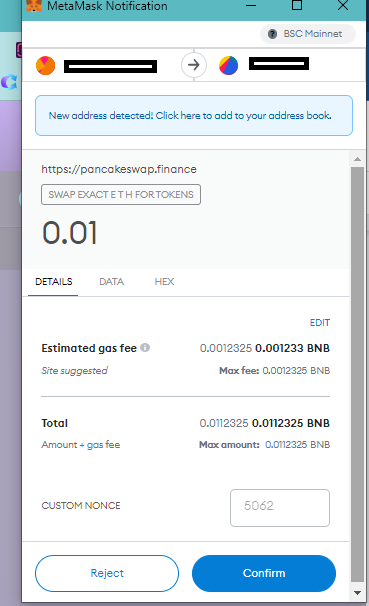 MetaMask Notification
BSC Mainnet
New address detected! Click here to add to your address book.
https://pancakeswap.finance
SWAP EXACT E T H FOR TOKENS
0.01
DETAILS DATA HEX
EDIT
Estimated gas fee 0.0012325 0.001233 BNB
Site suggested Max fee: 0.0012325 BNB
Total 0.0112325 0.0112325 BNB
Amount + gas fee Max amount: 0.0112325 BNB
CUSTOM NONCE 5062
Reject Confirm